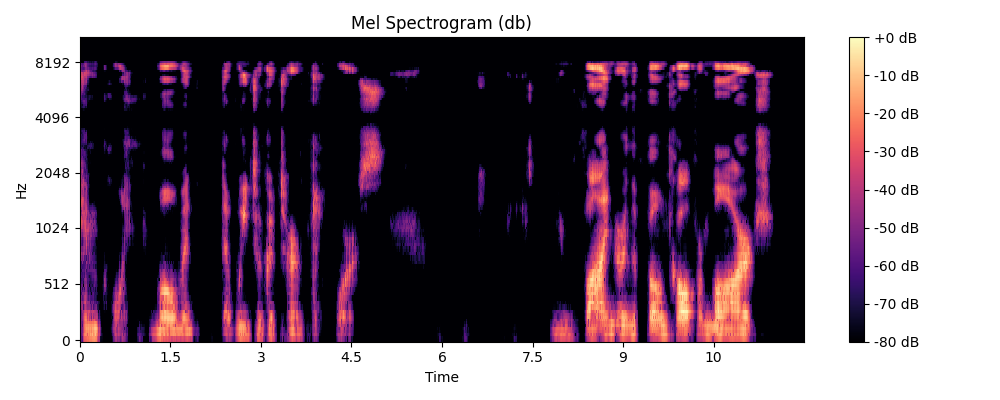 Mel Spectrogram (db)
8192
4096
2048
1024
512
0
Hz
0 1.5 3 4.5 6 7.5 9 10
Time
+0 dB
-10 dB
-20 dB
-30 dB
-40 dB
-50 dB
-60 dB
-70 dB
-80 dB